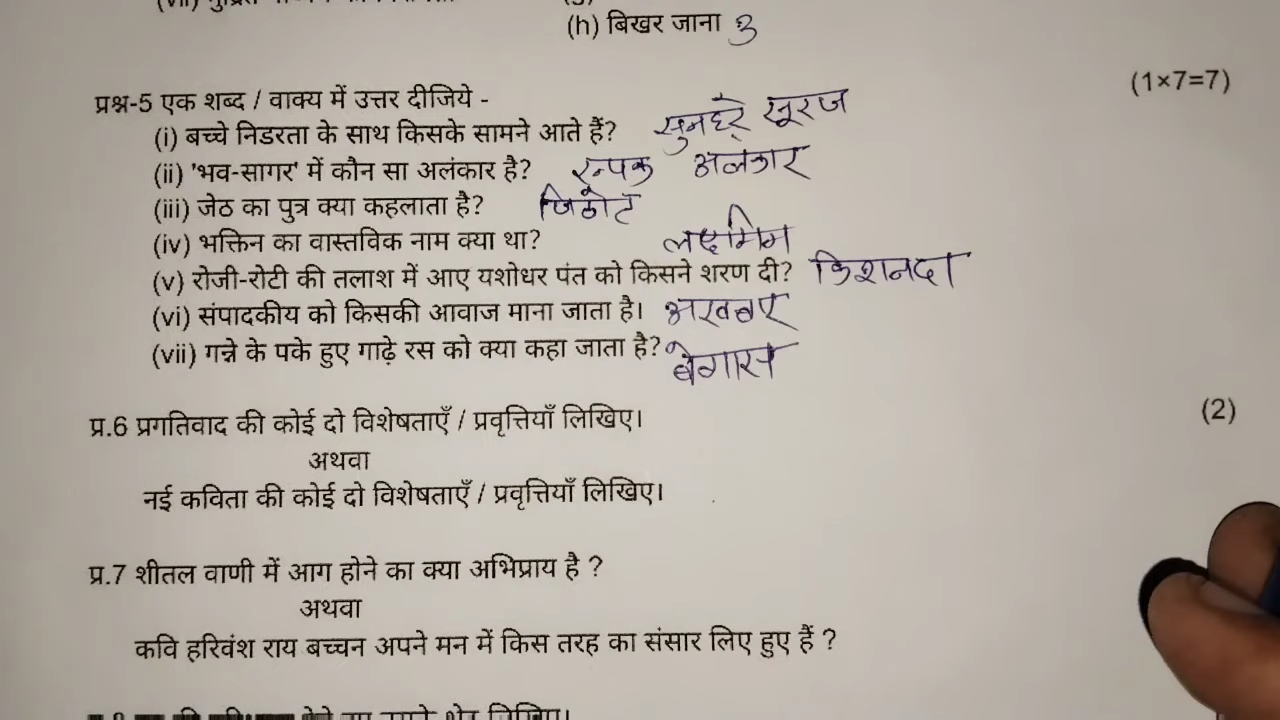 (h) बिखर जाना 3
प्रश्न-5 एक शब्द / वाक्य में उत्तर दीजिये - (1×7=7)
(i) बच्चे निडरता के साथ किसके सामने आते हैं? सुनहरे सूरज
(ii) 'भव-सागर' में कौन सा अलंकार है? रूपक अलंकार
(iii) जेठ का पुत्र क्या कहलाता है? जिठोट
(iv) भक्तिन का वास्तविक नाम क्या था?
(v) रोजी-रोटी की तलाश में आए यशोधर पंत को किसने शरण दी? किशनदा
(vi) संपादकीय को किसकी आवाज माना जाता है।
(vii) गन्ने के पके हुए गाढ़े रस को क्या कहा जाता है?
प्र.6 प्रगतिवाद की कोई दो विशेषताएँ / प्रवृत्तियाँ लिखिए। (2)
अथवा
नई कविता की कोई दो विशेषताएँ / प्रवृत्तियाँ लिखिए।
प्र.7 शीतल वाणी में आग होने का क्या अभिप्राय है ?
अथवा
कवि हरिवंश राय बच्चन अपने मन में किस तरह का संसार लिए हुए हैं ?